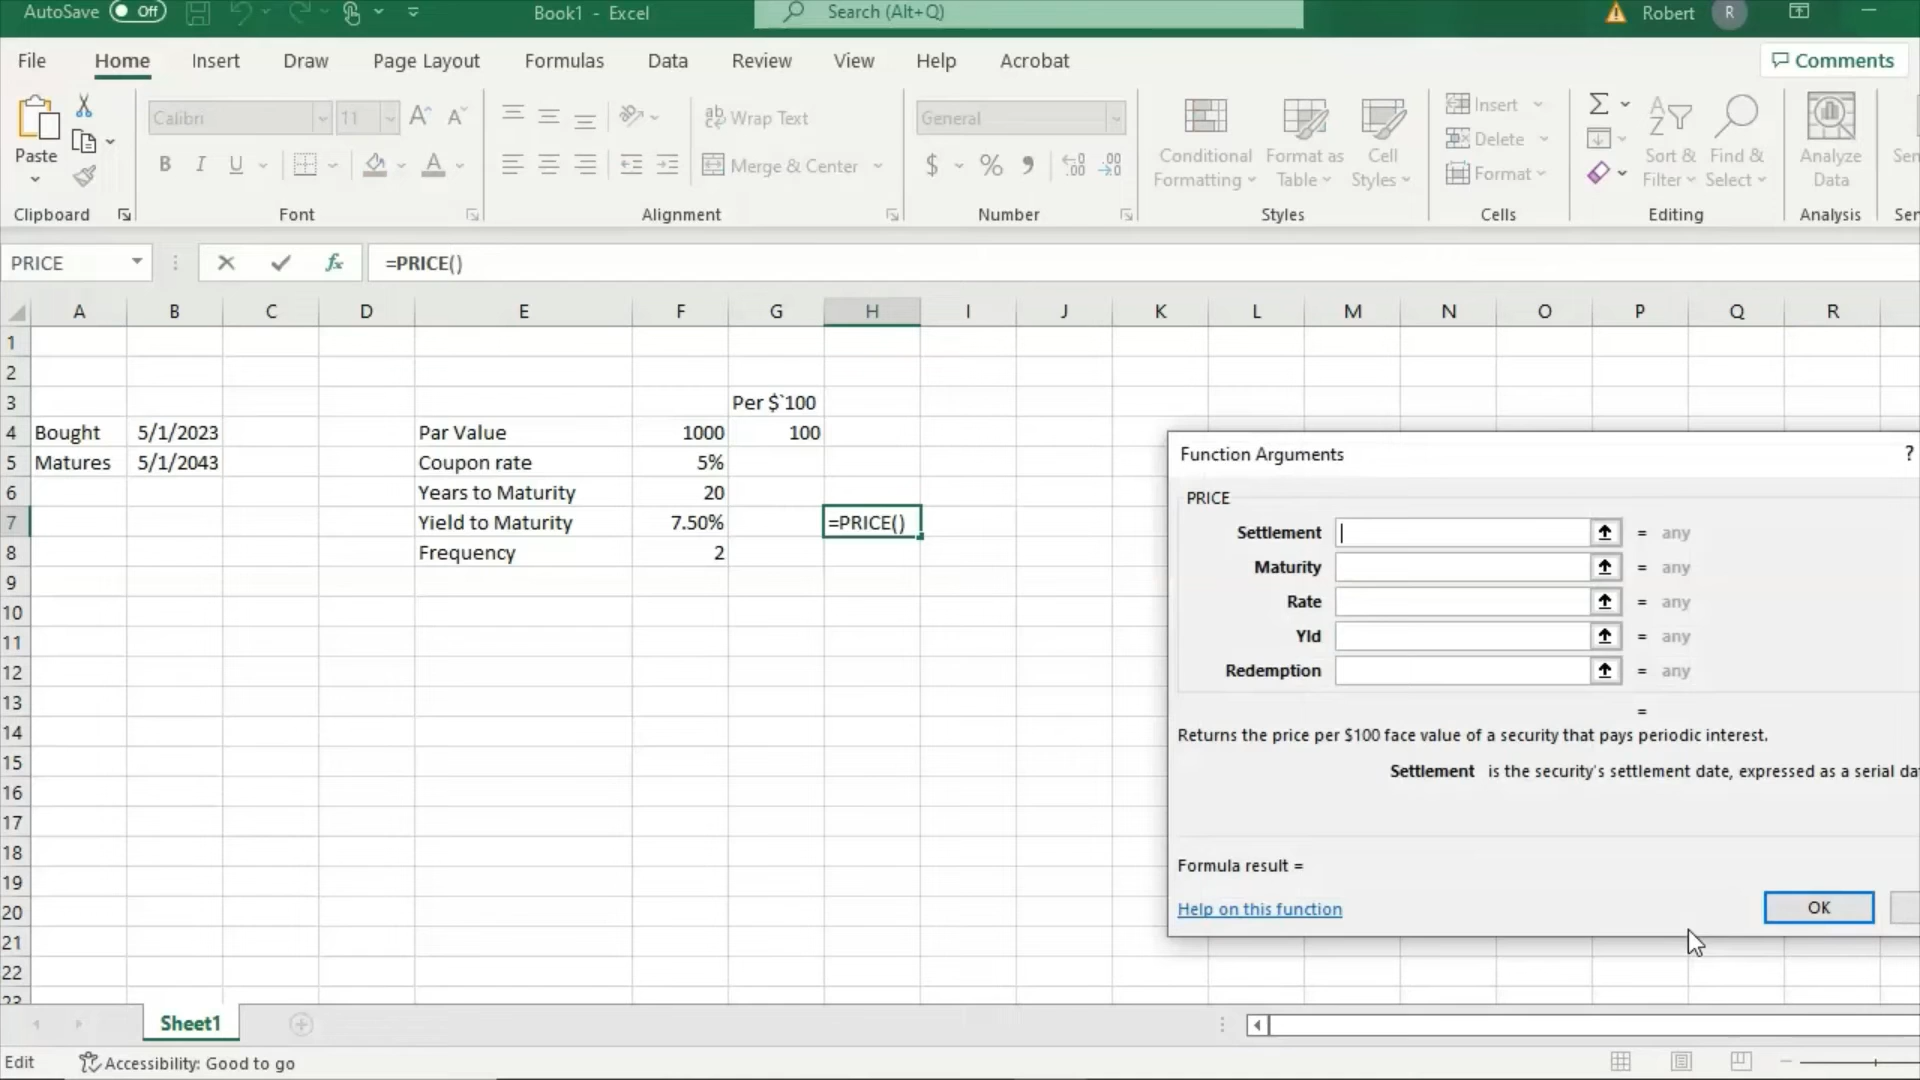 AutoSave Off Book1 - Excel Search (Alt+Q) Robert R
File Home Insert Draw Page Layout Formulas Data Review View Help Acrobat Comments
Paste
Clipboard
Calibri 11
B I U A
Font
ab Wrap Text
Merge & Center
Alignment
General
$ % 9 .00 .00
Number
Conditional Formatting
Format as Table
Cell Styles
Styles
Insert
Delete
Format
Cells
Sort & Filter
Find & Select
Editing
Analyze Data
Analysis
PRICE fx =PRICE()
A B C D E F G H I J K L M N O P Q R
1
2
3 Per $`100
4 Bought 5/1/2023 Par Value 1000 100
5 Matures 5/1/2043 Coupon rate 5%
6 Years to Maturity 20
7 Yield to Maturity 7.50% =PRICE()
8 Frequency 2
9
10
11
12
13
14
15
16
17
18
19
20
21
22
23
Function Arguments ?
PRICE
Settlement = any
Maturity = any
Rate = any
Yld = any
Redemption = any
=
Returns the price per $100 face value of a security that pays periodic interest.
Settlement is the security's settlement date, expressed as a serial da
Formula result =
Help on this function OK
Sheet1
Edit Accessibility: Good to go